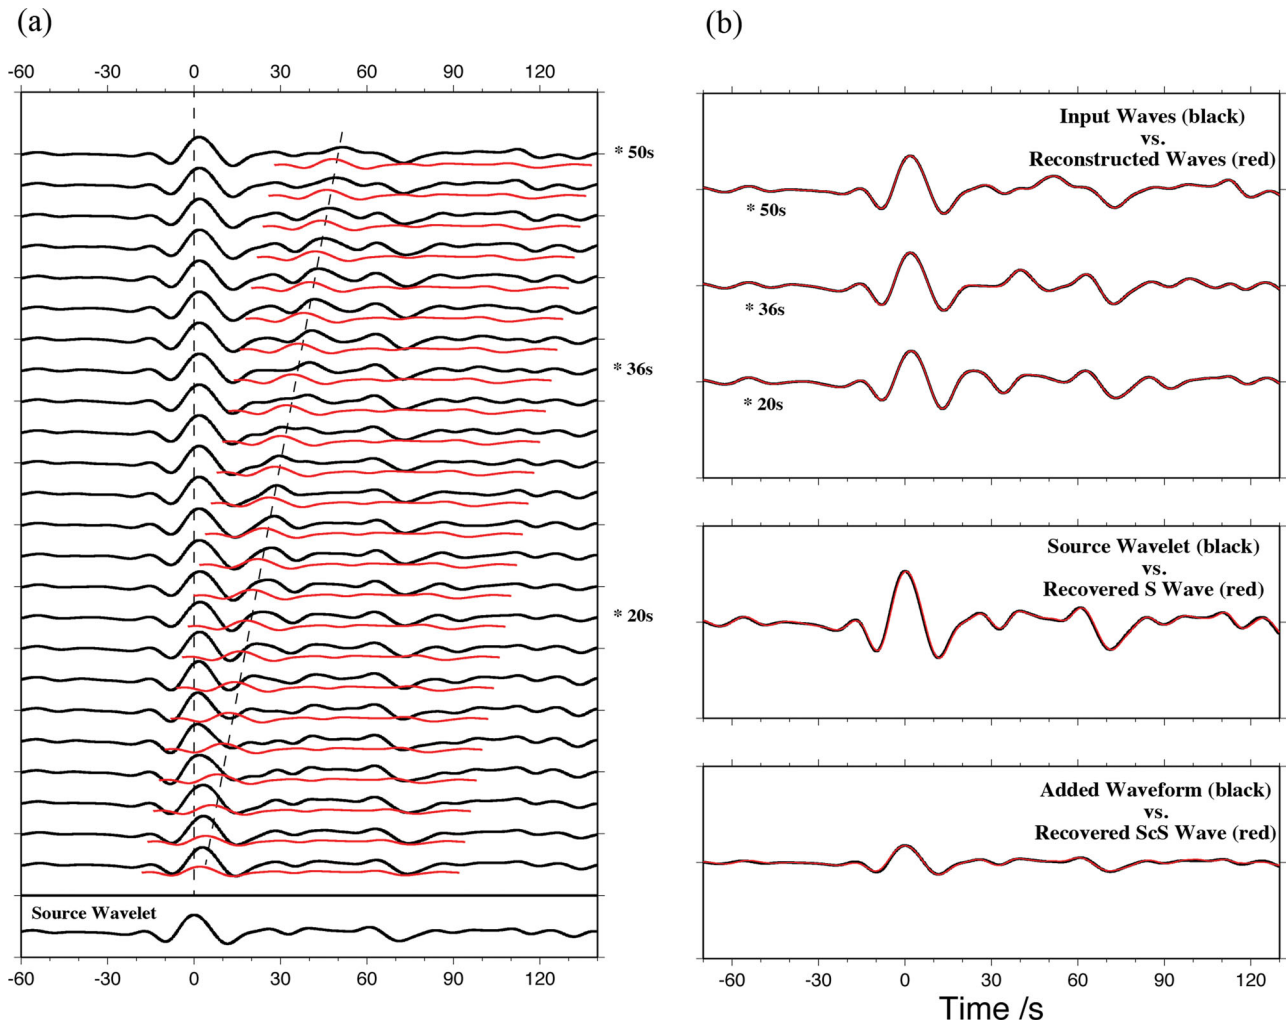 (a)
-60 -30 0 30 60 90 120
* 50s
* 36s
* 20s
Source Wavelet
-60 -30 0 30 60 90 120
(b)
Input Waves (black)
vs.
Reconstructed Waves (red)
* 50s
* 36s
* 20s
Source Wavelet (black)
vs.
Recovered S Wave (red)
Added Waveform (black)
vs.
Recovered ScS Wave (red)
-60 -30 0 30 60 90 120
Time /s